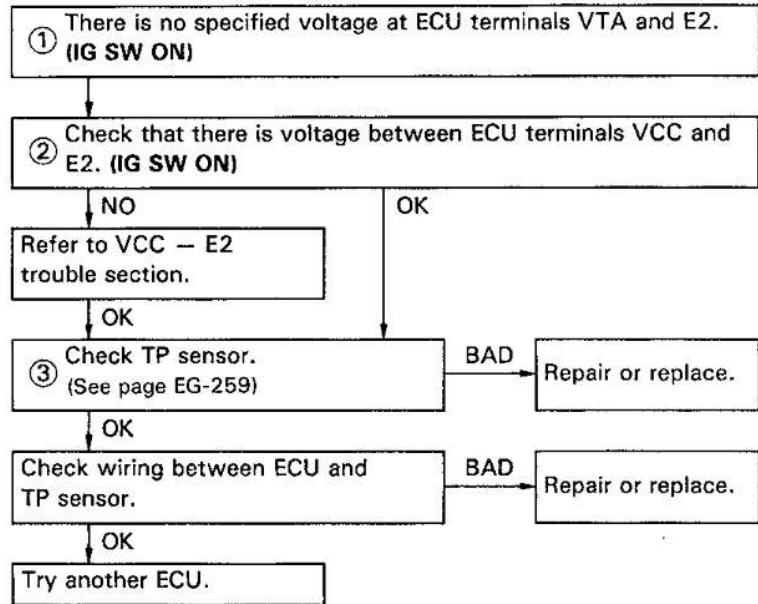 ① There is no specified voltage at ECU terminals VTA and E2.
(IG SW ON)
② Check that there is voltage between ECU terminals VCC and
E2. (IG SW ON)
NO
OK
Refer to VCC — E2
trouble section.
OK
③ Check TP sensor.
(See page EG-259)
BAD
Repair or replace.
OK
Check wiring between ECU and
TP sensor.
BAD
Repair or replace.
OK
Try another ECU.